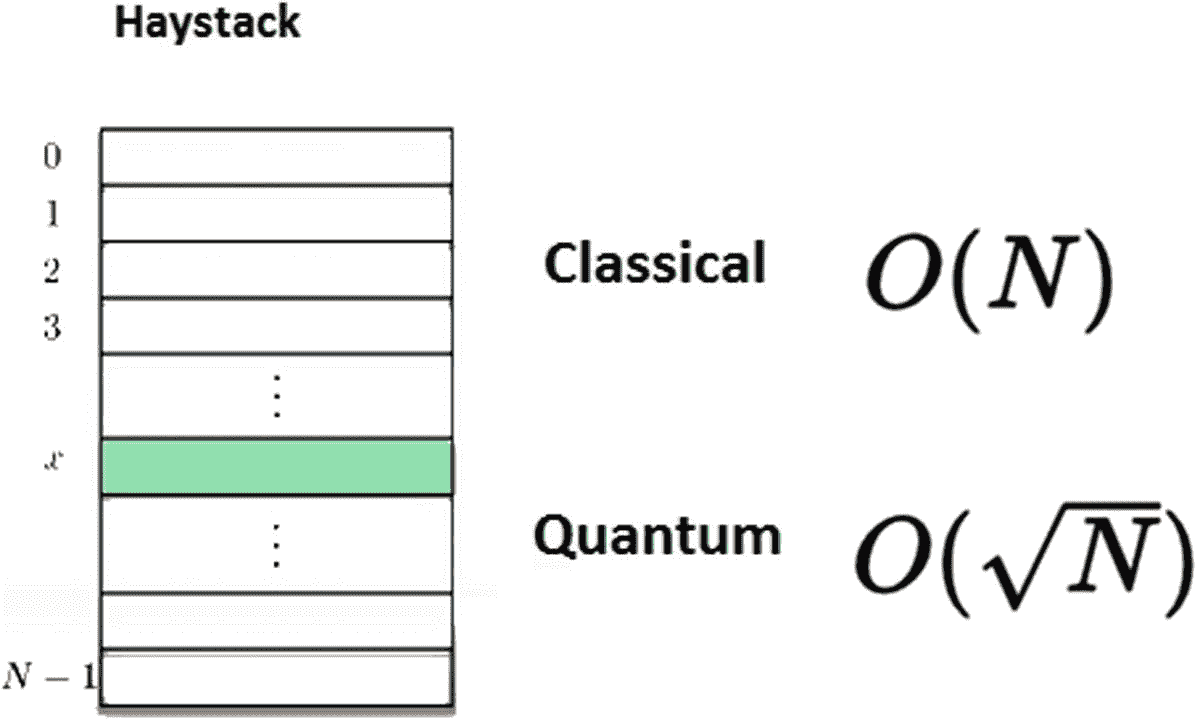 Haystack
0
1
2
3
⋮
x
⋮
N − 1
Classical O(N)
Quantum O(√N)